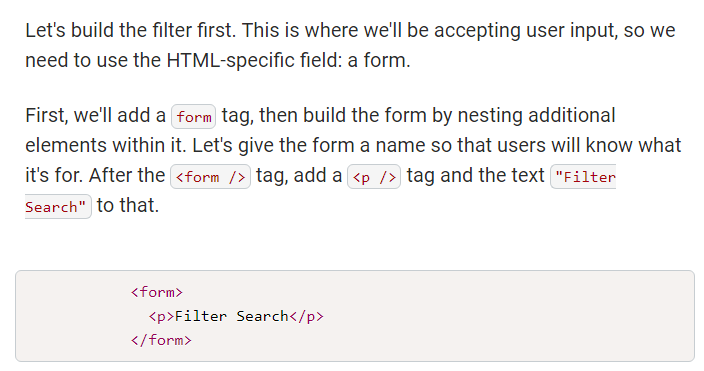 Let's build the filter first. This is where we'll be accepting user input, so we
need to use the HTML-specific field: a form.
First, we'll add a form tag, then build the form by nesting additional
elements within it. Let's give the form a name so that users will know what
it's for. After the <form /> tag, add a <p /> tag and the text "Filter
Search" to that.
<form>
<p>Filter Search</p>
</form>